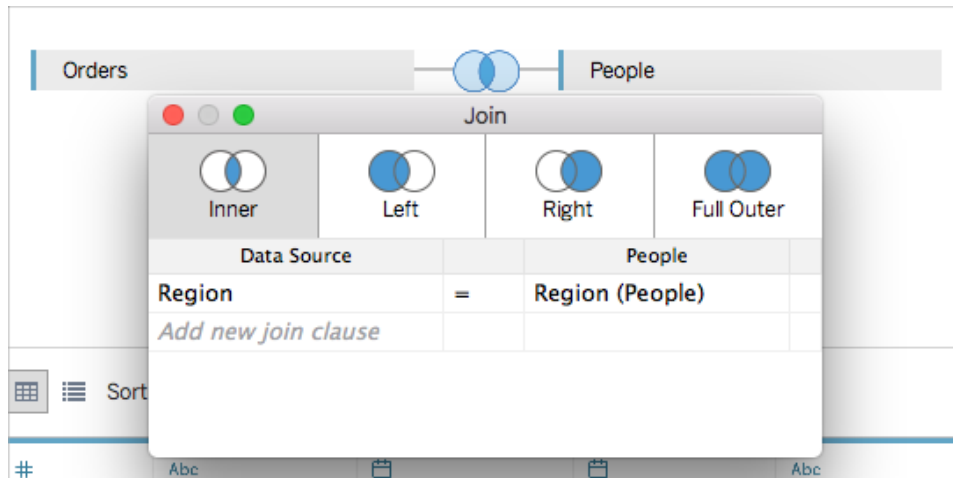 Orders People
Join
Inner Left Right Full Outer
Data Source People
Region = Region (People)
Add new join clause
Sort
# Abc Abc